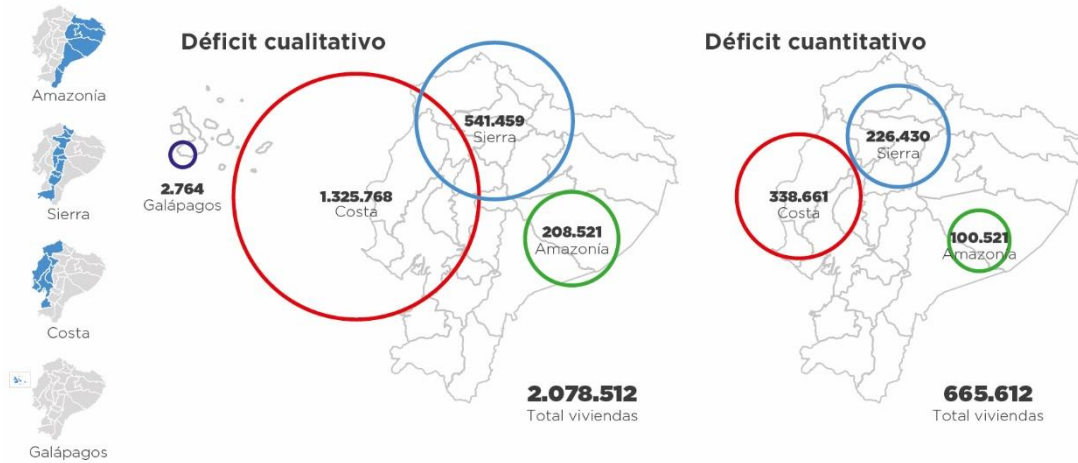 Amazonía
Sierra
Costa
Galápagos
Déficit cualitativo
541.459
Sierra
2.764
Galápagos
1.325.768
Costa
208.521
Amazonía
2.078.512
Total viviendas
Déficit cuantitativo
226.430
Sierra
338.661
Costa
100.521
Amazonía
665.612
Total viviendas